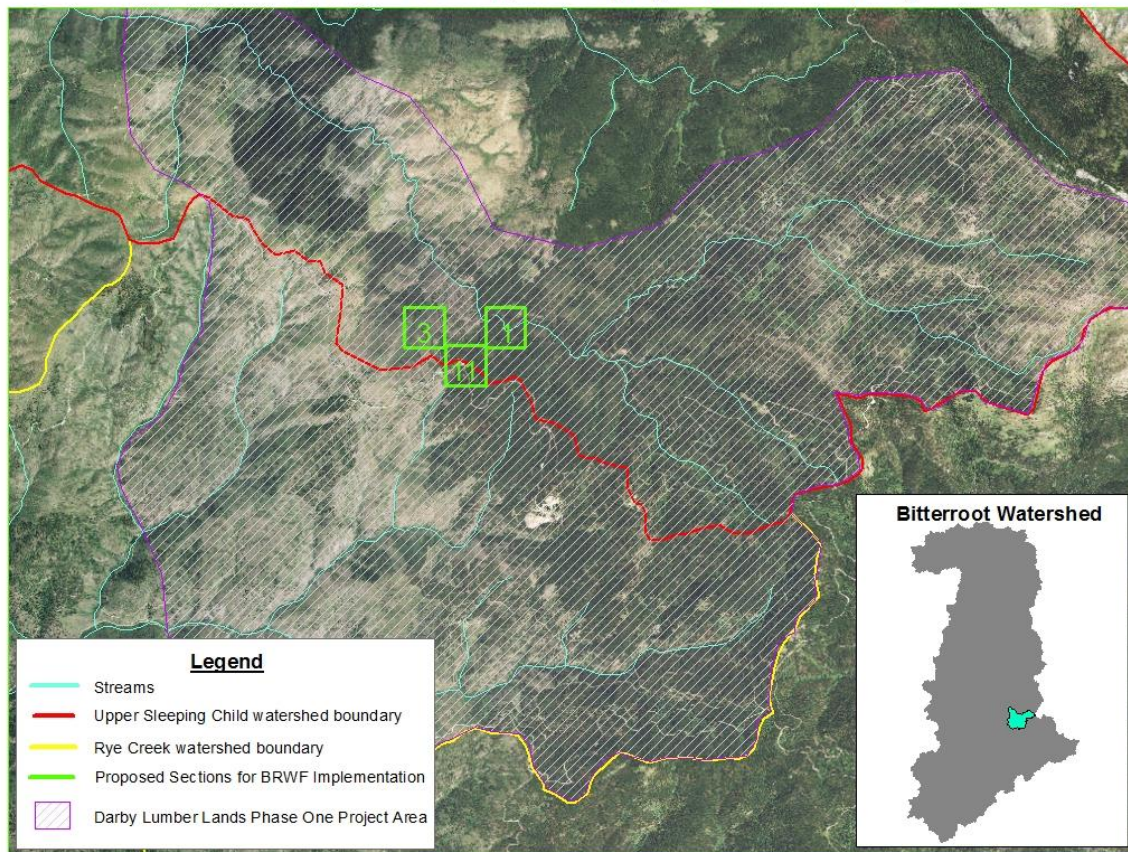 3
1
11
Bitterroot Watershed
Legend
Streams
Upper Sleeping Child watershed boundary
Rye Creek watershed boundary
Proposed Sections for BRWF Implementation
Darby Lumber Lands Phase One Project Area